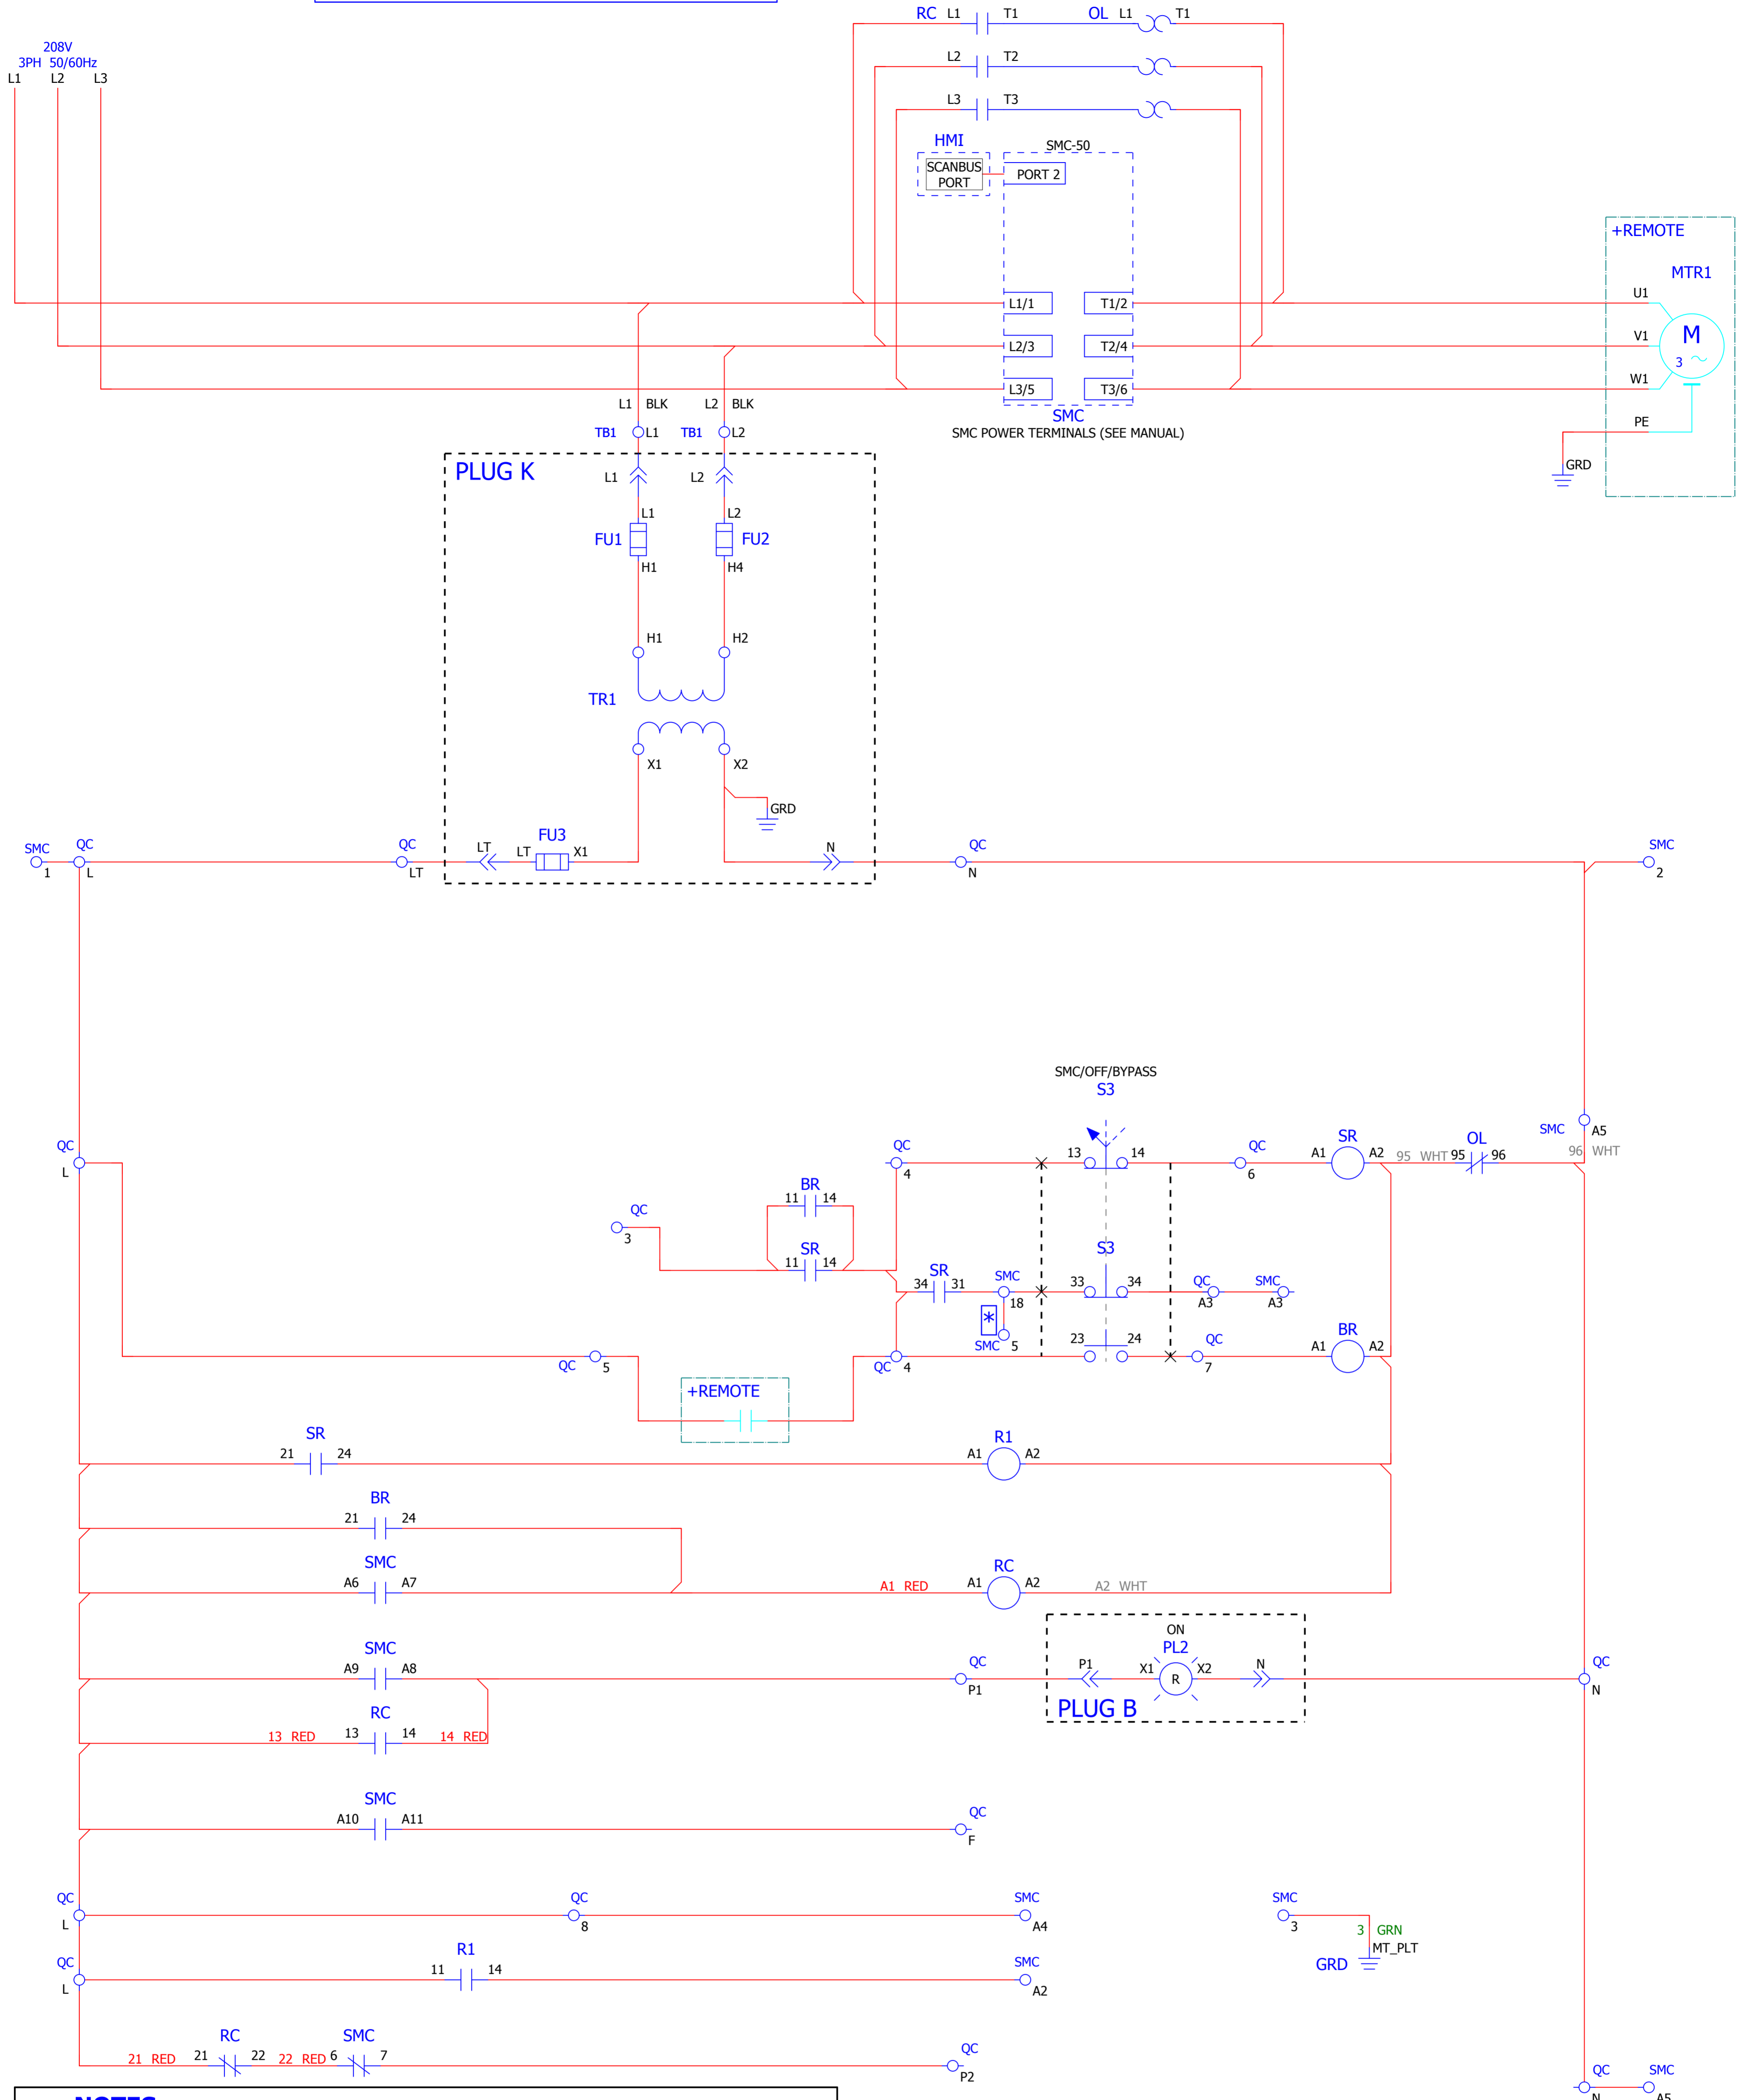 RC L1 T1 OL L1 T1
208V
3PH 50/60Hz
L1 L2 L3
L2 T2
L3 T3
HMI
SMC-50
SCANBUS
PORT
PORT 2
+REMOTE
MTR1
L1/1 T1/2 U1
L2/3 T2/4 V1
M
3
L3/5 T3/6 W1
L1 BLK L2 BLK
SMC
SMC POWER TERMINALS (SEE MANUAL)
PE
TB1 L1 TB1 L2
GRD
PLUG K
L1 L2
L1 L2
FU1 FU2
H1 H4
H1 H2
TR1
X1 X2
GRD
FU3
SMC QC QC LT LT X1 N QC SMC
1 L LT N 2
SMC/OFF/BYPASS
S3
SMC A5
QC QC 13 14 QC SR OL
L 4 6 A1 A2 95 WHT 95 96 96 WHT
BR
11 14
QC
3
SR
11 14
S3
SR SMC
34 31 33 34 QC SMC
18 A3 A3
*
SMC 5 23 24 QC BR
A1 A2
QC 5 QC 4 7
+REMOTE
SR R1
21 24 A1 A2
BR
21 24
SMC RC
A6 A7 A1 RED A1 A2 A2 WHT
ON
SMC PL2
A9 A8 QC P1 X1 R X2 N QC
P1 N
PLUG B
RC
13 RED 13 14 14 RED
SMC
A10 A11 QC
F
QC QC SMC SMC
L 8 A4 3
3 GRN
MT_PLT
GRD
QC R1 SMC
L 11 14 A2
RC SMC
21 RED 21 22 22 RED 6 7 QC
P2
QC SMC
N A5
NOTES